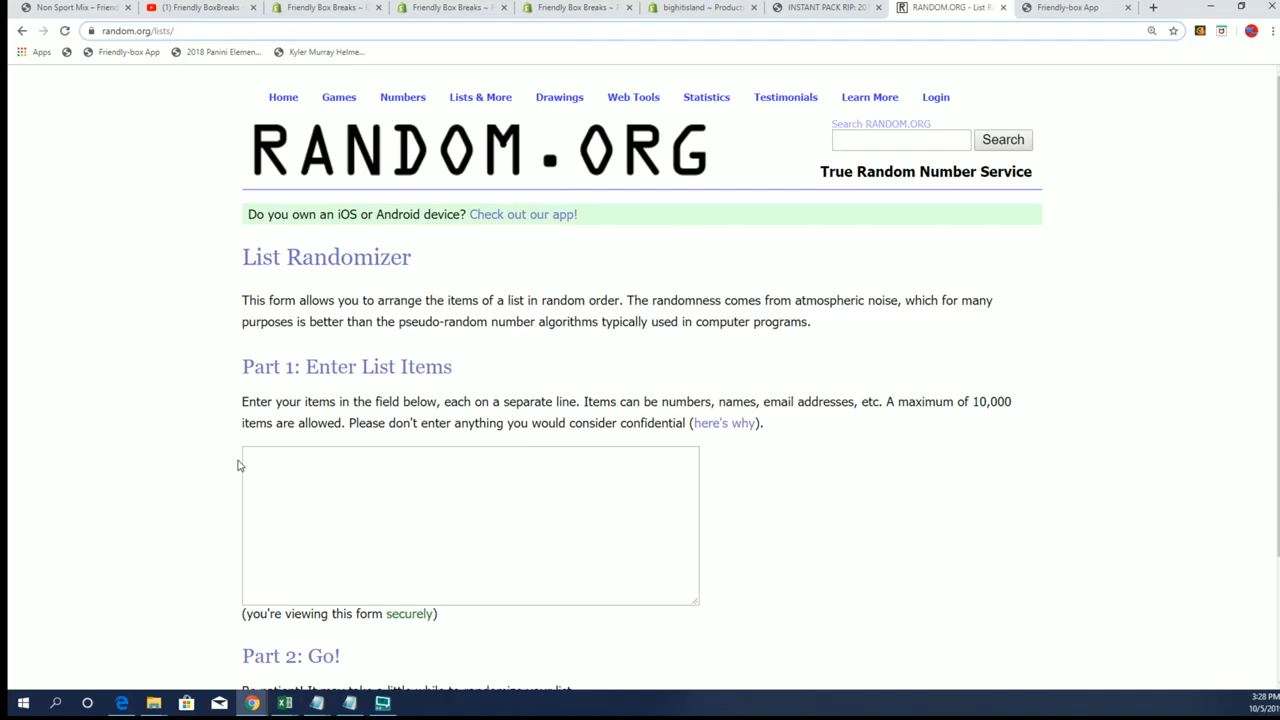 Non Sport Mix – Friend
(1) Friendly BoxBreaks
Friendly Box Breaks ~
Friendly Box Breaks ~
Friendly Box Breaks ~
bighitisland ~ Product
INSTANT PACK RIP: 20
RANDOM.ORG - List R
Friendly-box App
random.org/lists/
Apps
Friendly-box App
2018 Panini Elemen...
Kyler Murray Helme...
Home Games Numbers Lists & More Drawings Web Tools Statistics Testimonials Learn More Login
RANDOM.ORG
Search RANDOM.ORG
Search
True Random Number Service
Do you own an iOS or Android device? Check out our app!
List Randomizer
This form allows you to arrange the items of a list in random order. The randomness comes from atmospheric noise, which for many
purposes is better than the pseudo-random number algorithms typically used in computer programs.
Part 1: Enter List Items
Enter your items in the field below, each on a separate line. Items can be numbers, names, email addresses, etc. A maximum of 10,000
items are allowed. Please don't enter anything you would consider confidential (here's why).
(you're viewing this form securely)
Part 2: Go!
Be patient! It may take a little while to randomize your list
3:28 PM
10/5/20